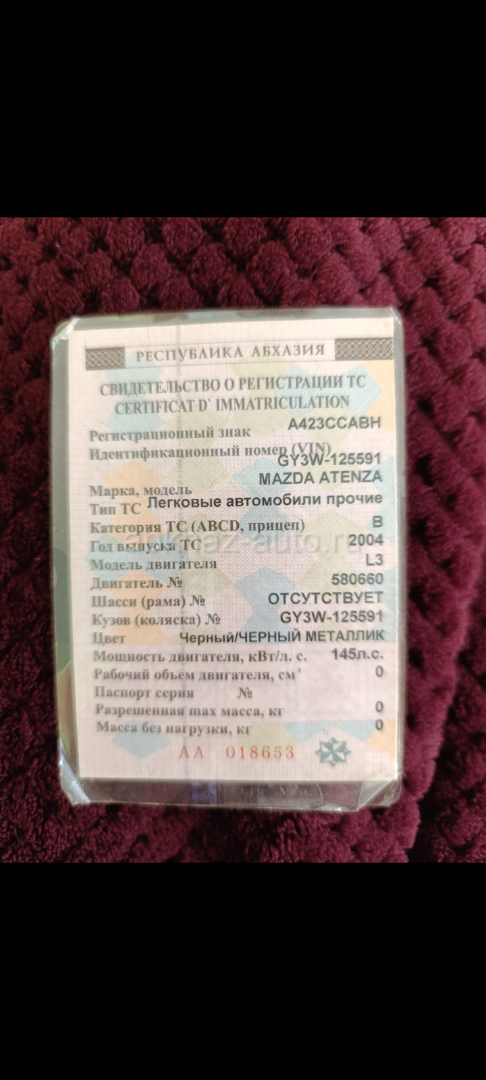 РЕСПУБЛИКА АБХАЗИЯ
СВИДЕТЕЛЬСТВО О РЕГИСТРАЦИИ ТС
CERTIFICAT D' IMMATRICULATION
Регистрационный знак А423ССАВН
Идентификационный номер (VIN) GY3W-125591
Марка, модель MAZDA ATENZA
Тип ТС Легковые автомобили прочие
Категория ТС (ABCD, прицеп) B
Год выпуска ТС 2004
Модель двигателя L3
Двигатель № 580660
Шасси (рама) № ОТСУТСТВУЕТ
Кузов (коляска) № GY3W-125591
Цвет Черный/ЧЕРНЫЙ МЕТАЛЛИК
Мощность двигателя, кВт/л. с. 145л.с.
Рабочий объем двигателя, см³ 0
Паспорт серия №
Разрешенная max масса, кг 0
Масса без нагрузки, кг 0
АА 018653